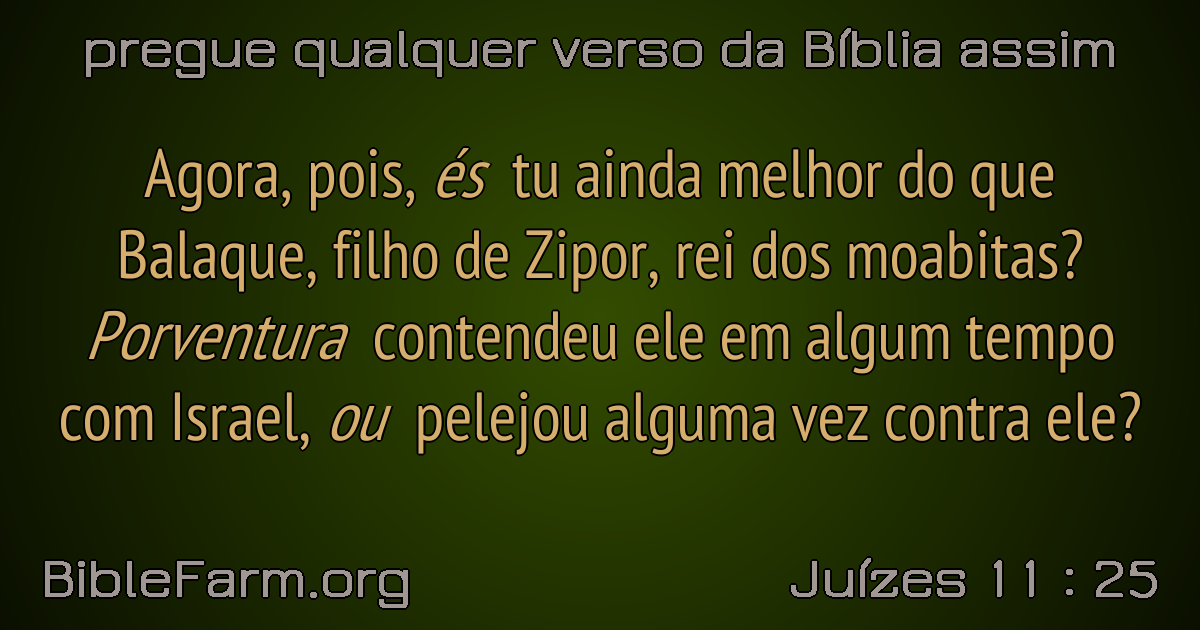 pregue qualquer verso da Bíblia assim
Agora, pois, és tu ainda melhor do que
Balaque, filho de Zipor, rei dos moabitas?
Porventura contendeu ele em algum tempo
com Israel, ou pelejou alguma vez contra ele?
BibleFarm.org
Juízes 11 : 25